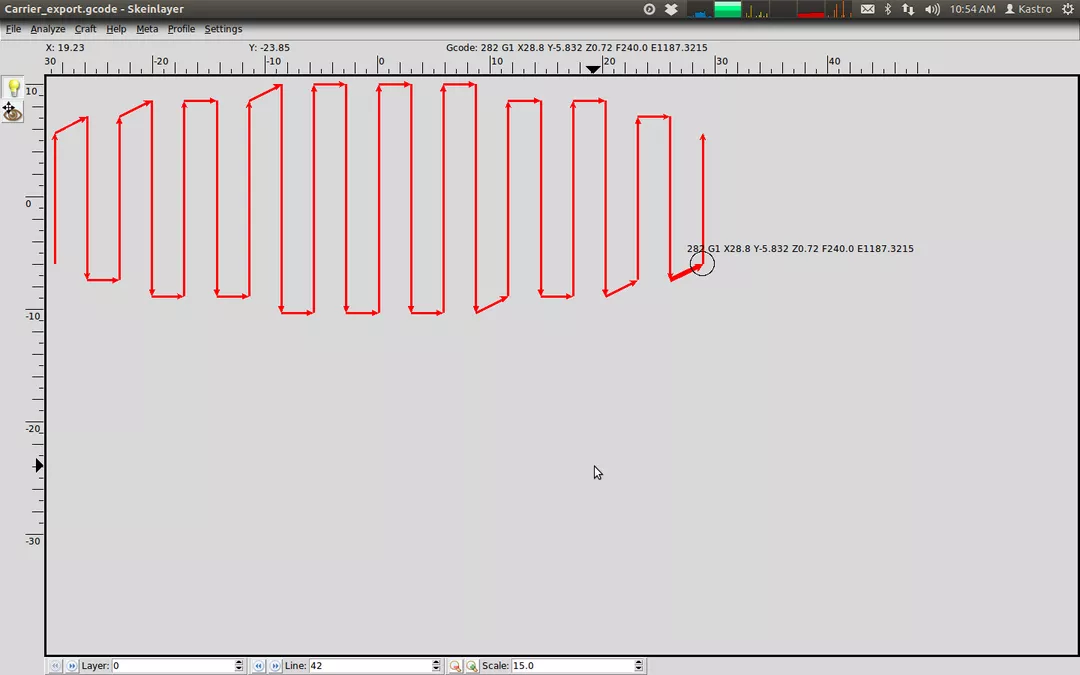 Carrier_export.gcode - Skeinlayer
10:54 AM Kastro
File Analyze Craft Help Meta Profile Settings
X: 19.23 Y: -23.85 Gcode: 282 G1 X28.8 Y-5.832 Z0.72 F240.0 E1187.3215
30 -20 -10 0 10 20 30 40
10
0
282 G1 X28.8 Y-5.832 Z0.72 F240.0 E1187.3215
-10
-20
-30
Layer: 0 Line: 42 Scale: 15.0